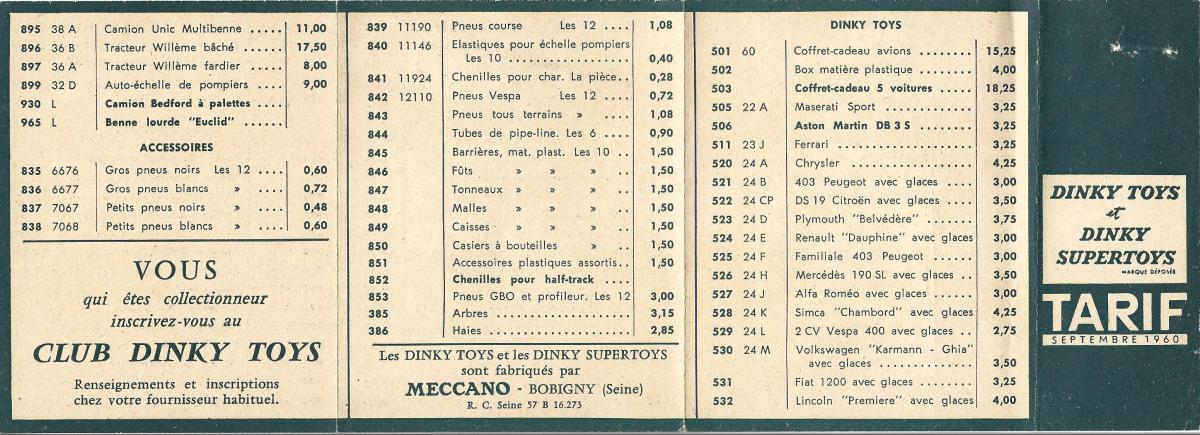 895 38 A Camion Unic Multibenne ..... 11,00
896 36 B Tracteur Willème bâché ..... 17,50
897 36 A Tracteur Willème fardier .... 8,00
899 32 D Auto-échelle de pompiers .... 9,00
930 L Camion Bedford à palettes ....
965 L Benne lourde "Euclid" ......
ACCESSOIRES
835 6676 Gros pneus noirs Les 12 .... 0,60
836 6677 Gros pneus blancs » .... 0,72
837 7067 Petits pneus noirs » .... 0,48
838 7068 Petits pneus blancs » .... 0,60
VOUS
qui êtes collectionneur
inscrivez-vous au
CLUB DINKY TOYS
Renseignements et inscriptions
chez votre fournisseur habituel.
839 11190 Pneus course Les 12 .... 1,08
840 11146 Elastiques pour échelle pompiers
Les 10 ................. 0,40
841 11924 Chenilles pour char. La pièce.. 0,28
842 12110 Pneus Vespa Les 12 .... 0,72
843 Pneus tous terrains » .... 1,08
844 Tubes de pipe-line. Les 6 .... 0,90
845 Barrières, mat. plast. Les 10 .. 1,50
846 Fûts » » » .. 1,50
847 Tonneaux » » » .. 1,50
848 Malles » » » .. 1,50
849 Caisses » » » .. 1,50
850 Casiers à bouteilles » .. 1,50
851 Accessoires plastiques assortis.. 1,50
852 Chenilles pour half-track....
853 Pneus GBO et profileur. Les 12 3,00
385 Arbres .................... 3,15
386 Haies ..................... 2,85
Les DINKY TOYS et les DINKY SUPERTOYS
sont fabriqués par
MECCANO - BOBIGNY (Seine)
R. C. Seine 57 B 16.273
DINKY TOYS
501 60 Coffret-cadeau avions ........ 15,25
502 Box matière plastique ........ 4,00
503 Coffret-cadeau 5 voitures ..... 18,25
505 22 A Maserati Sport .............. 3,25
506 Aston Martin DB 3 S ......... 3,25
511 23 J Ferrari ..................... 3,25
520 24 A Chrysler .................... 4,25
521 24 B 403 Peugeot avec glaces .... 3,00
522 24 CP DS 19 Citroën avec glaces .... 3,50
523 24 D Plymouth "Belvédère" ........ 3,75
524 24 E Renault "Dauphine" avec glaces 3,00
525 24 F Familiale 403 Peugeot ....... 3,00
526 24 H Mercédès 190 SL avec glaces .... 3,50
527 24 J Alfa Roméo avec glaces ...... 3,00
528 24 K Simca "Chambord" avec glaces 4,25
529 24 L 2 CV Vespa 400 avec glaces .. 2,75
530 24 M Volkswagen "Karmann - Ghia"
avec glaces ............... 3,50
531 Fiat 1200 avec glaces ........ 3,25
532 Lincoln "Premiere" avec glaces 4,00
DINKY TOYS
et
DINKY
SUPERTOYS
MARQUE DÉPOSÉE
TARIF
SEPTEMBRE 1960